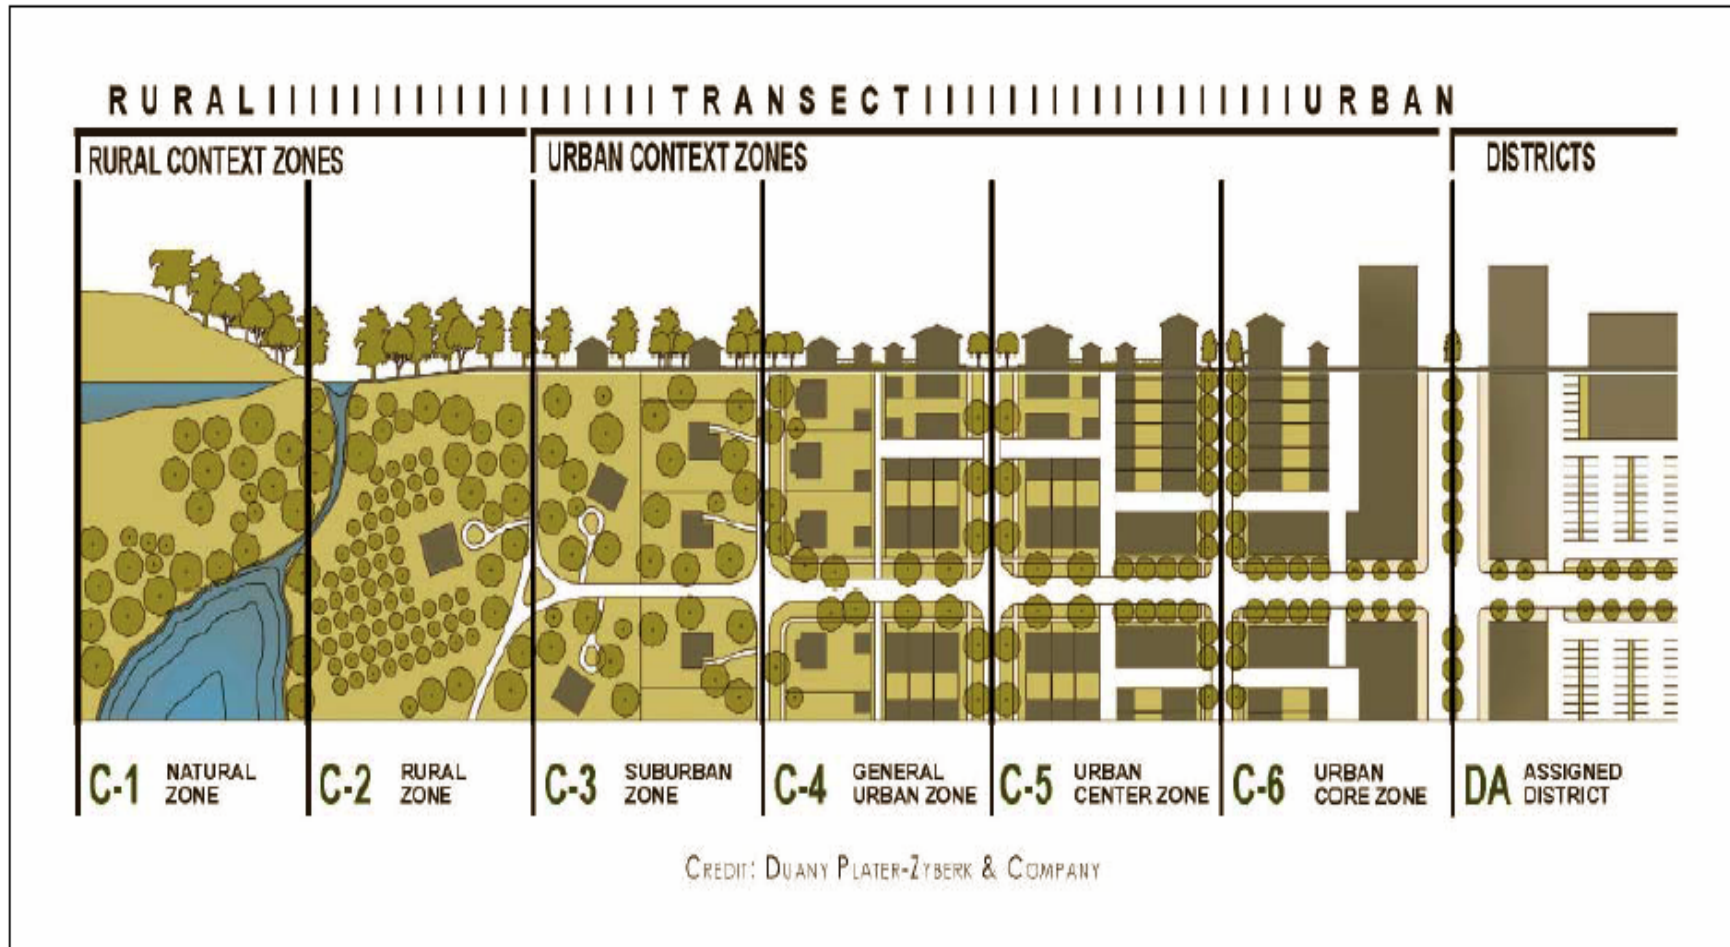 RURAL||||||||||||||||||TRANSECT|||||||||||||||||URBAN
RURAL CONTEXT ZONES
URBAN CONTEXT ZONES
DISTRICTS
C-1 NATURAL
ZONE
C-2 RURAL
ZONE
C-3 SUBURBAN
ZONE
C-4 GENERAL
URBAN ZONE
C-5 URBAN
CENTER ZONE
C-6 URBAN
CORE ZONE
DA ASSIGNED
DISTRICT
CREDIT: DUANY PLATER-ZYBERK & COMPANY